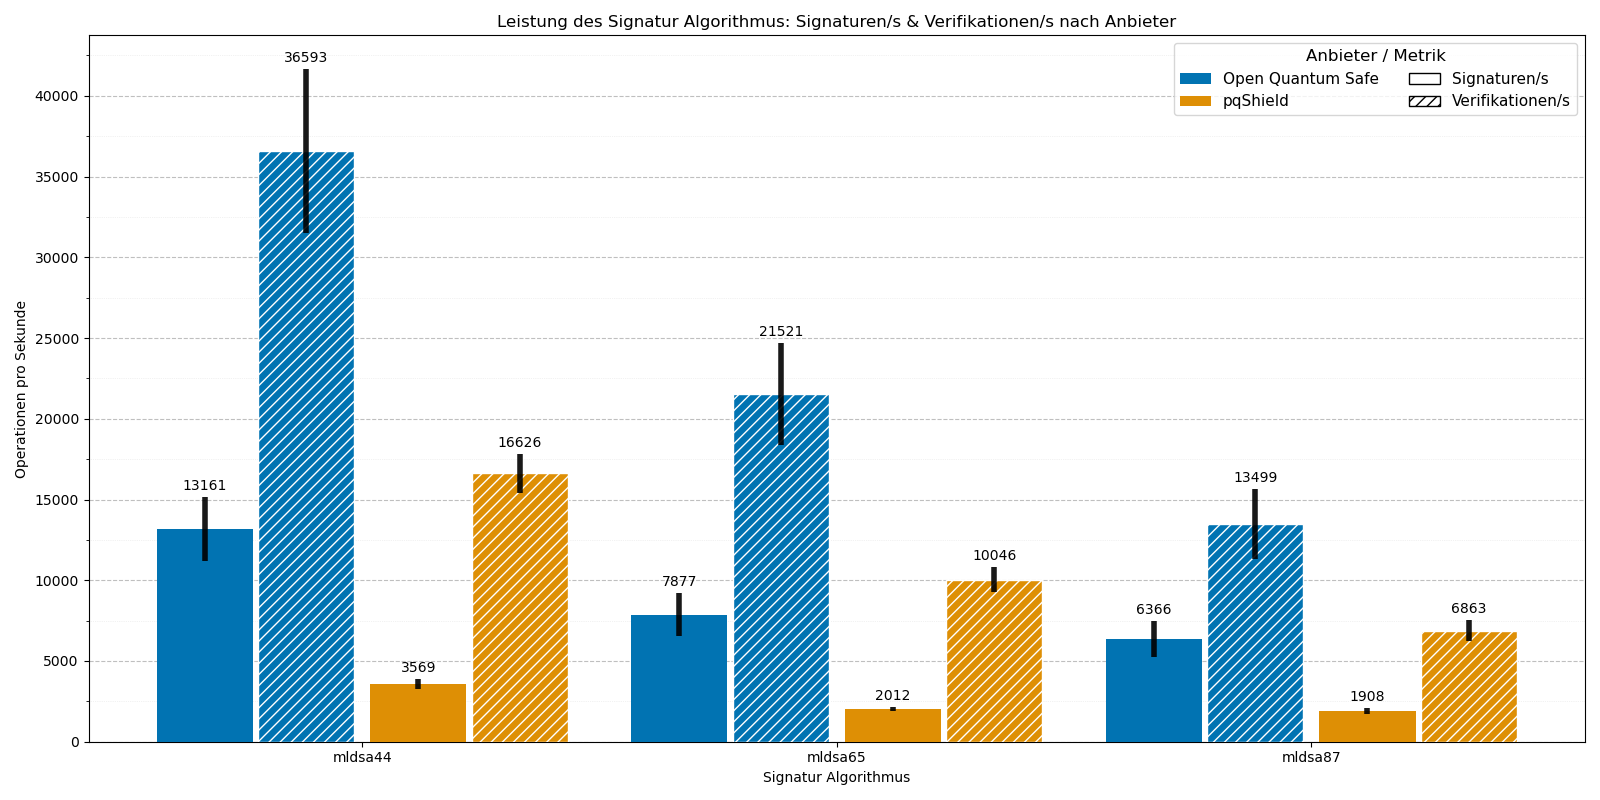 Leistung des Signatur Algorithmus: Signaturen/s & Verifikationen/s nach Anbieter
Anbieter / Metrik
Open Quantum Safe
pqShield
Signaturen/s
Verifikationen/s
Operationen pro Sekunde
40000
35000
30000
25000
20000
15000
10000
5000
0
13161
36593
3569
16626
7877
21521
2012
10046
6366
13499
1908
6863
mldsa44
mldsa65
mldsa87
Signatur Algorithmus